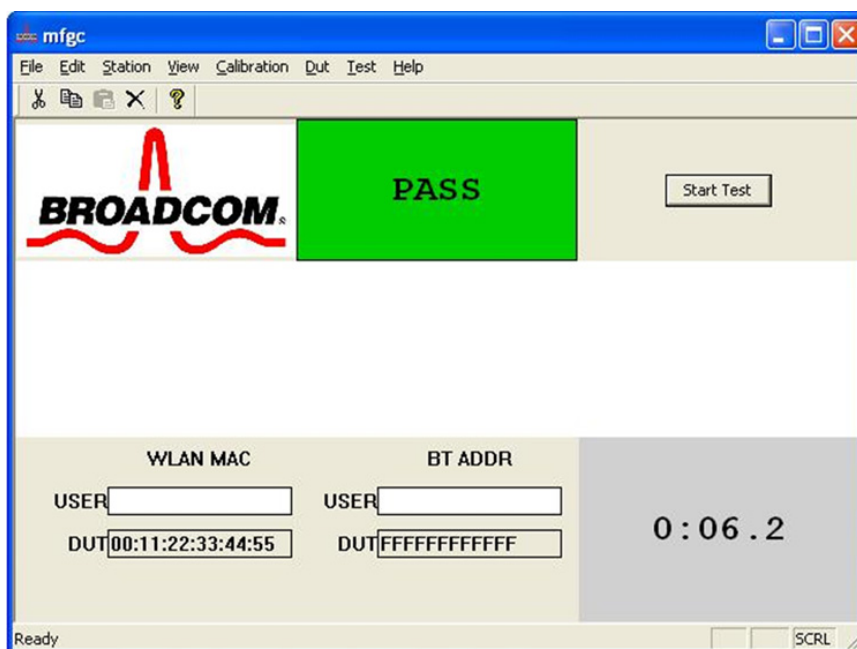 mfgc
File Edit Station View Calibration Dut Test Help
BROADCOM®
PASS
Start Test
WLAN MAC
BT ADDR
USER
USER
DUT 00:11:22:33:44:55
DUT FFFFFFFFFFFF
0:06.2
Ready
SCRL